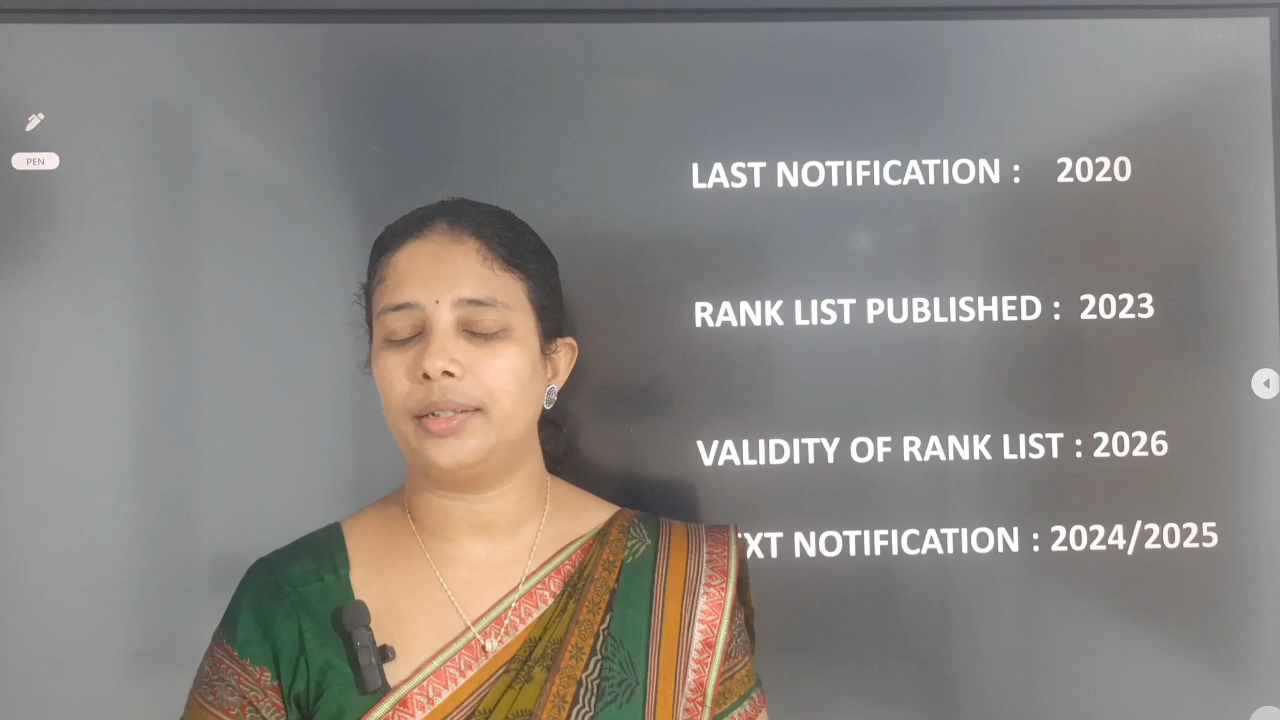 PEN
LAST NOTIFICATION : 2020
RANK LIST PUBLISHED : 2023
VALIDITY OF RANK LIST : 2026
NOTIFICATION : 2024/2025